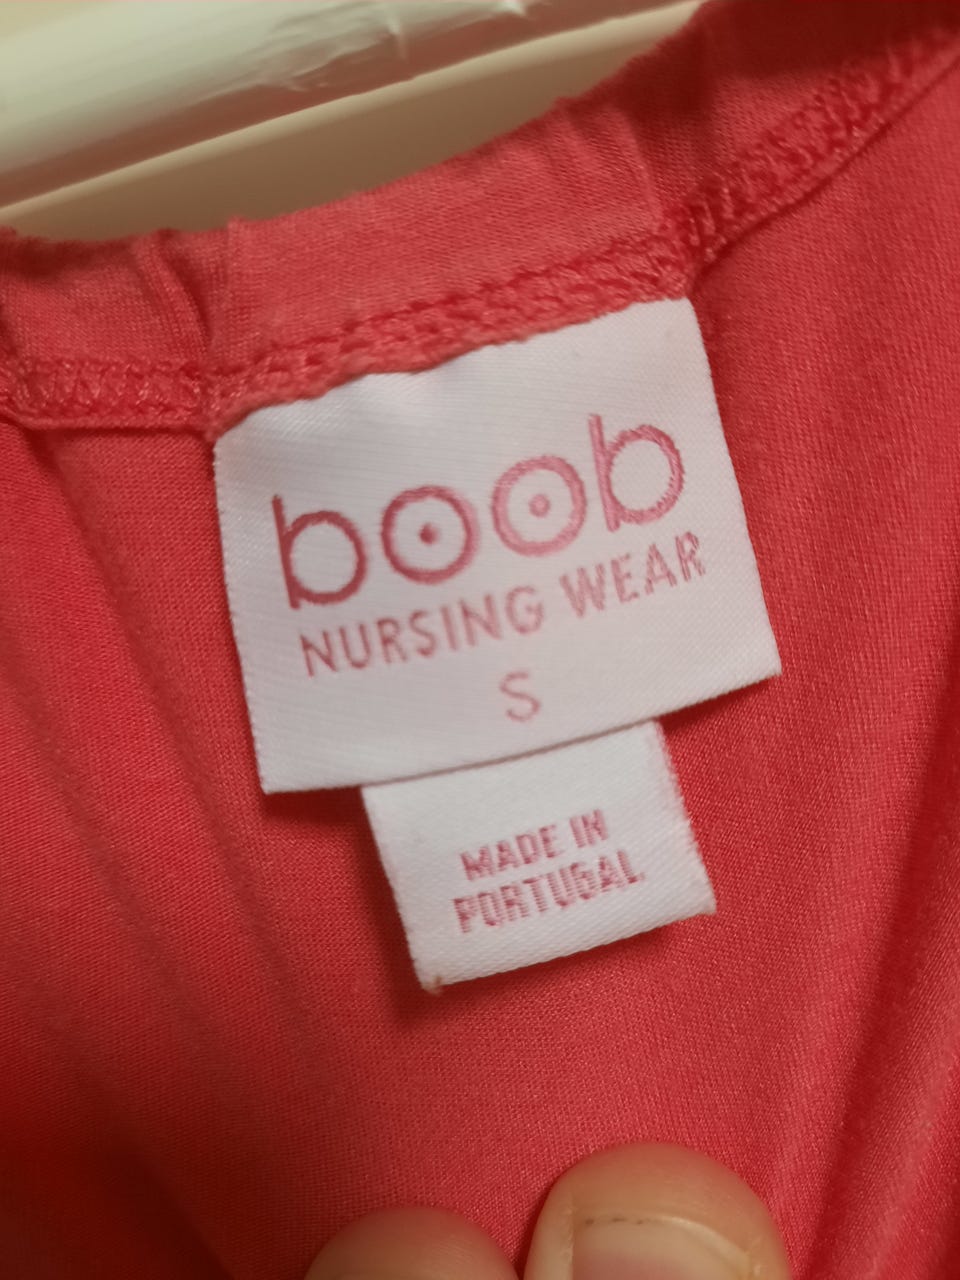 boob
NURSING WEAR
S
MADE IN
PORTUGAL